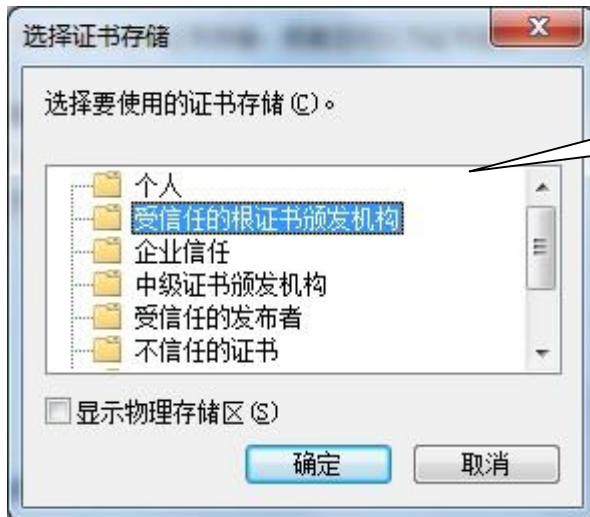 选择证书存储
选择要使用的证书存储(C)。
个人
受信任的根证书颁发机构
企业信任
中级证书颁发机构
受信任的发布者
不信任的证书
显示物理存储区(S)
确定
取消